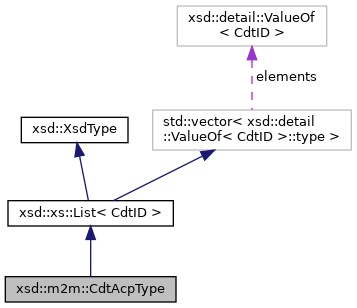 xsd::detail::ValueOf
< CdtID >
elements
xsd::XsdType
std::vector< xsd::detail
::ValueOf< CdtID >::type >
xsd::xs::List< CdtID >
xsd::m2m::CdtAcpType